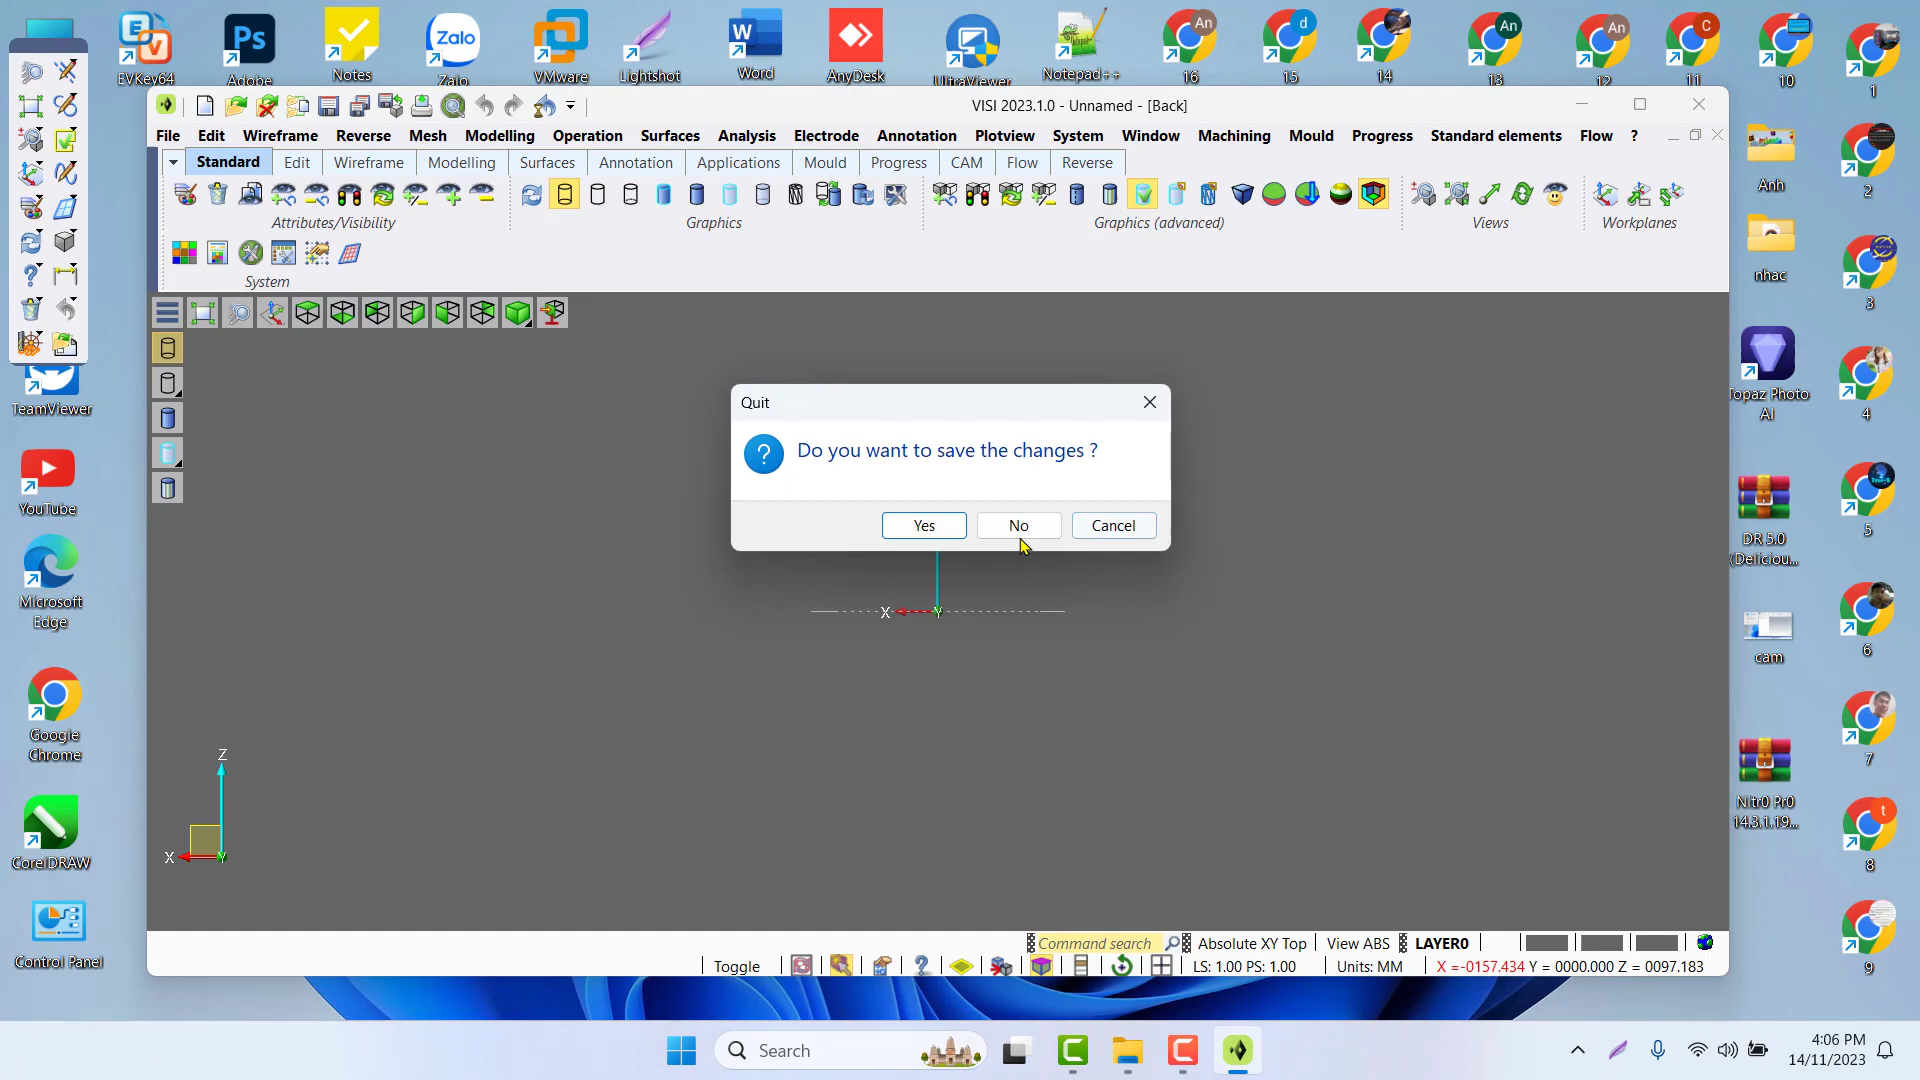 EVKey64
Adobe
Notes
Zalo
Zalo
VMware
Lightshot
Word
AnyDesk
UltraViewer
Notepad++
An
16
d
15
14
An
13
An
12
C
11
10
1
VISI 2023.1.0 - Unnamed - [Back]
File Edit Wireframe Reverse Mesh Modelling Operation Surfaces Analysis Electrode Annotation Plotview System Window Machining Mould Progress Standard elements Flow ?
Standard Edit Wireframe Modelling Surfaces Annotation Applications Mould Progress CAM Flow Reverse
Attributes/Visibility Graphics Graphics (advanced) Views Workplanes
System
Quit
Do you want to save the changes ?
Yes No Cancel
X Y
Z
X Y
TeamViewer
YouTube
Microsoft
Edge
Google
Chrome
CorelDRAW
Control Panel
Anh
nhac
Topaz Photo
AI
DR 5.0
(Deliciou...
cam
Nitr0 Pr0
14.3.1.19...
2
3
4
5
6
7
t
8
9
Command search Absolute XY Top View ABS LAYER0
Toggle LS: 1.00 PS: 1.00 Units: MM X =-0157.434 Y = 0000.000 Z = 0097.183
Search
4:06 PM
14/11/2023